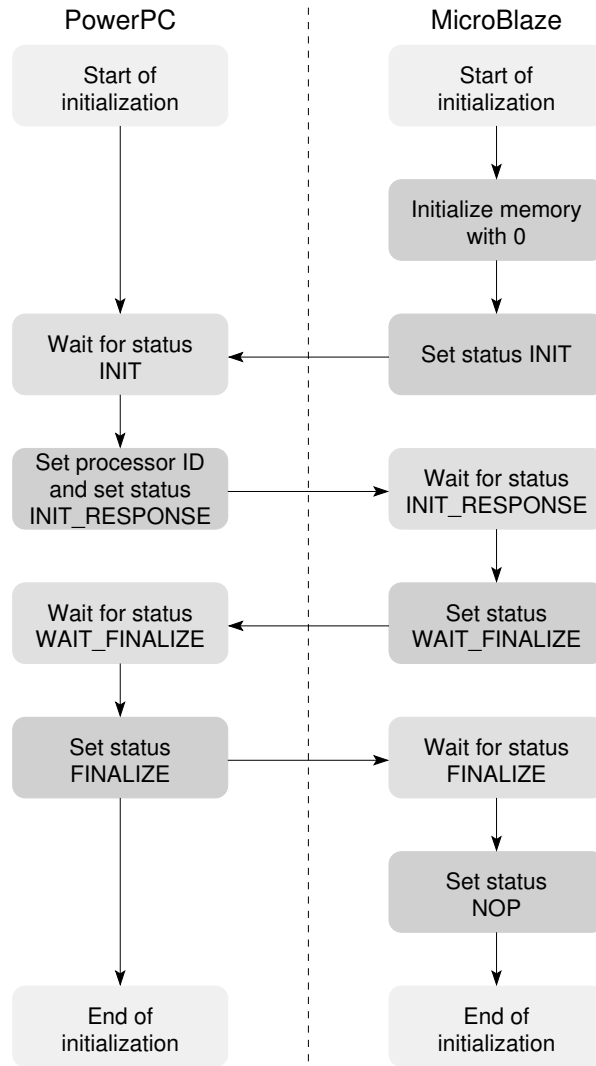 PowerPC
MicroBlaze
Start of
initialization
Start of
initialization
Initialize memory
with 0
Wait for status
INIT
Set status INIT
Set processor ID
and set status
INIT_RESPONSE
Wait for status
INIT_RESPONSE
Wait for status
WAIT_FINALIZE
Set status
WAIT_FINALIZE
Set status
FINALIZE
Wait for status
FINALIZE
Set status
NOP
End of
initialization
End of
initialization